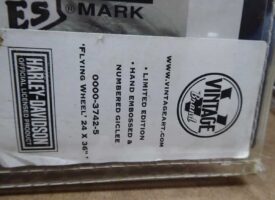 ES
® MARK
WWW.VINTAGEART.COM
• LIMITED EDITION
• HAND EMBOSSED &
NUMBERED GICLEE
0000-3742-5
'FLYING WHEEL' 24 X 36"
HARLEY-DAVIDSON
OFFICIAL LICENSED PRODUCT
VINTAGE